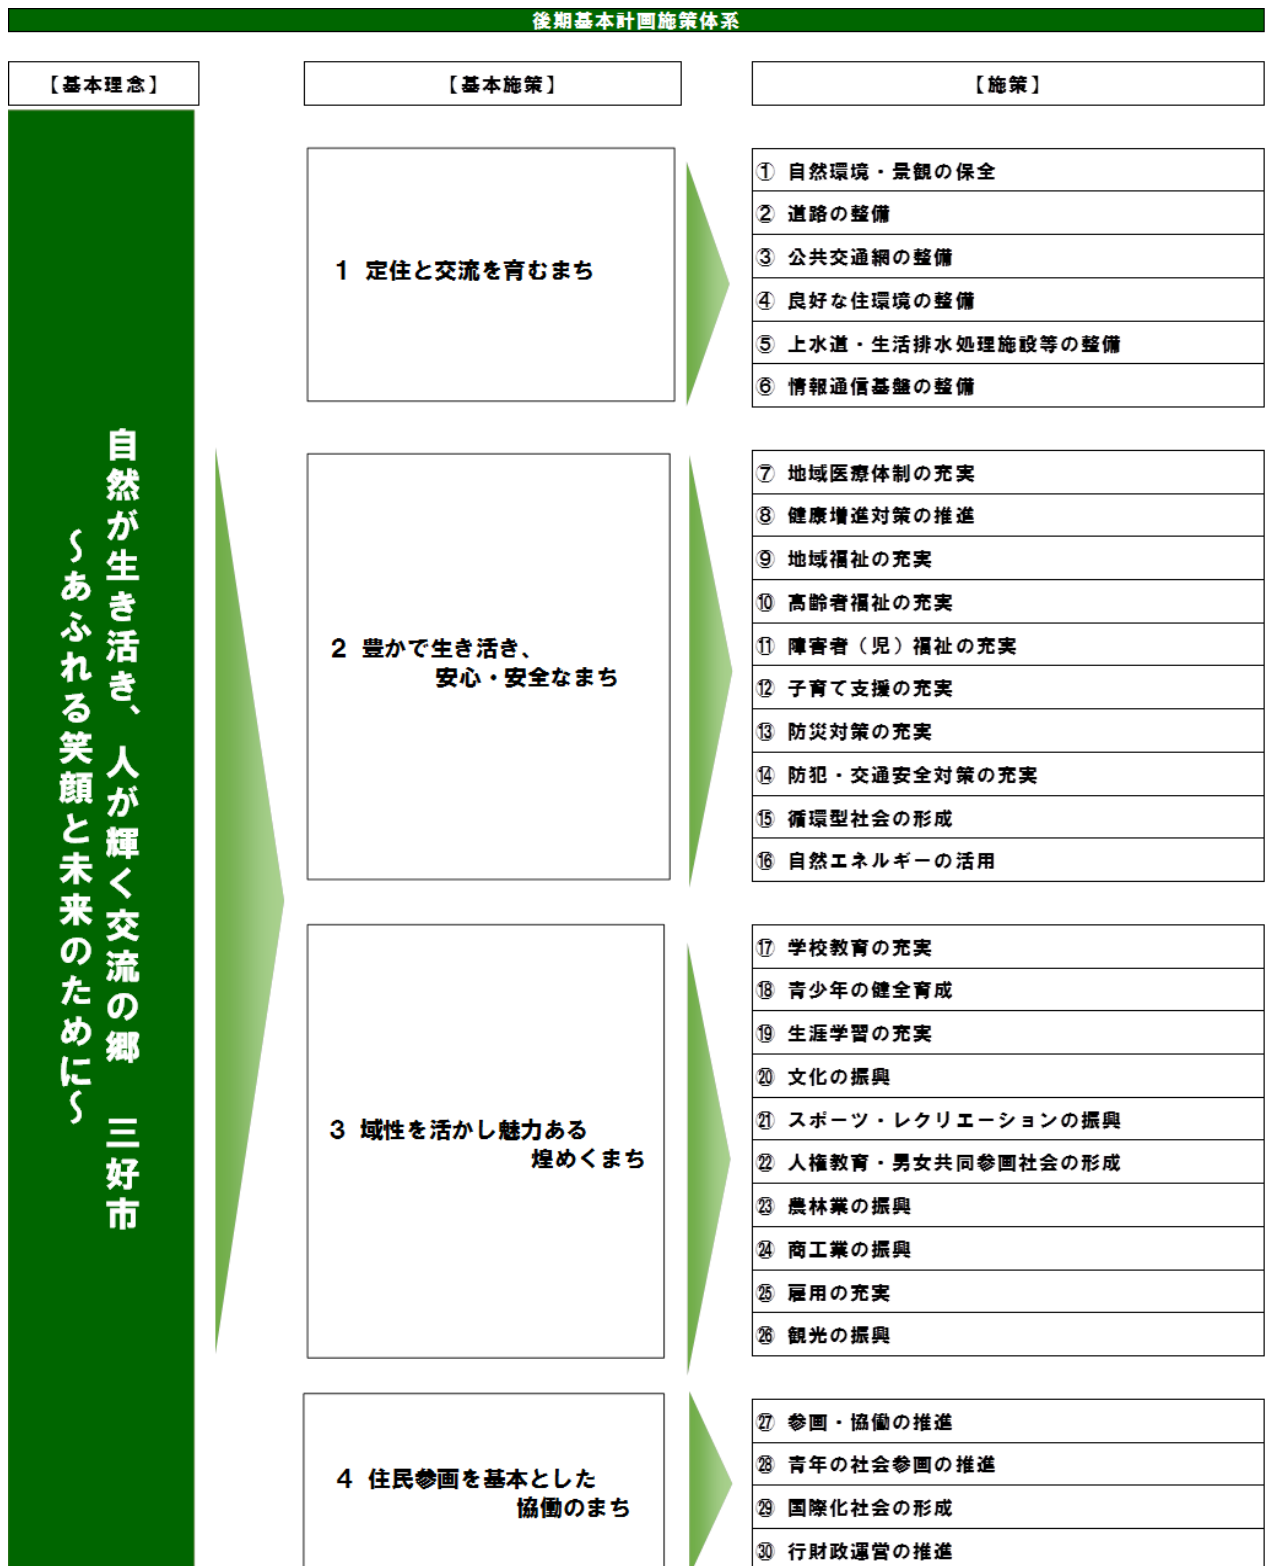 後期基本計画施策体系
【基本理念】
【基本施策】
【施策】
自然が生き活き、人が輝く交流の郷　三好市
～あふれる笑顔と未来のために～
1 定住と交流を育むまち
① 自然環境・景観の保全
② 道路の整備
③ 公共交通網の整備
④ 良好な住環境の整備
⑤ 上水道・生活排水処理施設等の整備
⑥ 情報通信基盤の整備
2 豊かで生き活き、
安心・安全なまち
⑦ 地域医療体制の充実
⑧ 健康増進対策の推進
⑨ 地域福祉の充実
⑩ 高齢者福祉の充実
⑪ 障害者（児）福祉の充実
⑫ 子育て支援の充実
⑬ 防災対策の充実
⑭ 防犯・交通安全対策の充実
⑮ 循環型社会の形成
⑯ 自然エネルギーの活用
3 域性を活かし魅力ある
煌めくまち
⑰ 学校教育の充実
⑱ 青少年の健全育成
⑲ 生涯学習の充実
⑳ 文化の振興
㉑ スポーツ・レクリエーションの振興
㉒ 人権教育・男女共同参画社会の形成
㉓ 農林業の振興
㉔ 商工業の振興
㉕ 雇用の充実
㉖ 観光の振興
4 住民参画を基本とした
協働のまち
㉗ 参画・協働の推進
㉘ 青年の社会参画の推進
㉙ 国際化社会の形成
㉚ 行財政運営の推進